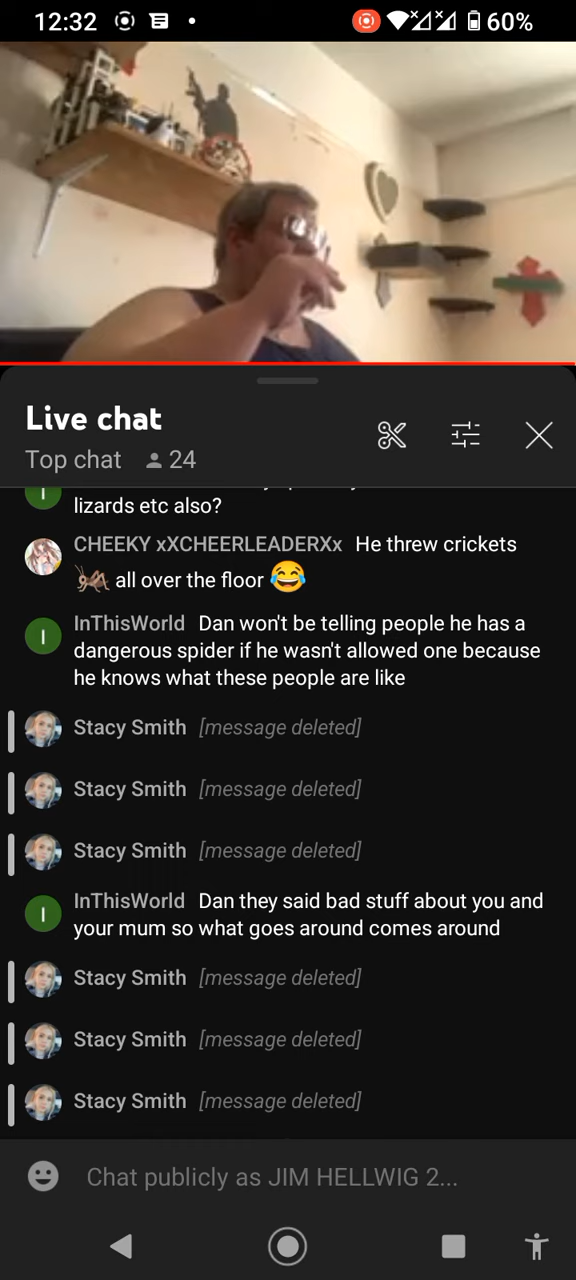 12:32
60%
Live chat
Top chat 24
lizards etc also?
CHEEKY xXCHEERLEADERXx He threw crickets
🦗 all over the floor 😂
I InThisWorld Dan won't be telling people he has a
dangerous spider if he wasn't allowed one because
he knows what these people are like
Stacy Smith [message deleted]
Stacy Smith [message deleted]
Stacy Smith [message deleted]
I InThisWorld Dan they said bad stuff about you and
your mum so what goes around comes around
Stacy Smith [message deleted]
Stacy Smith [message deleted]
Stacy Smith [message deleted]
Chat publicly as JIM HELLWIG 2...